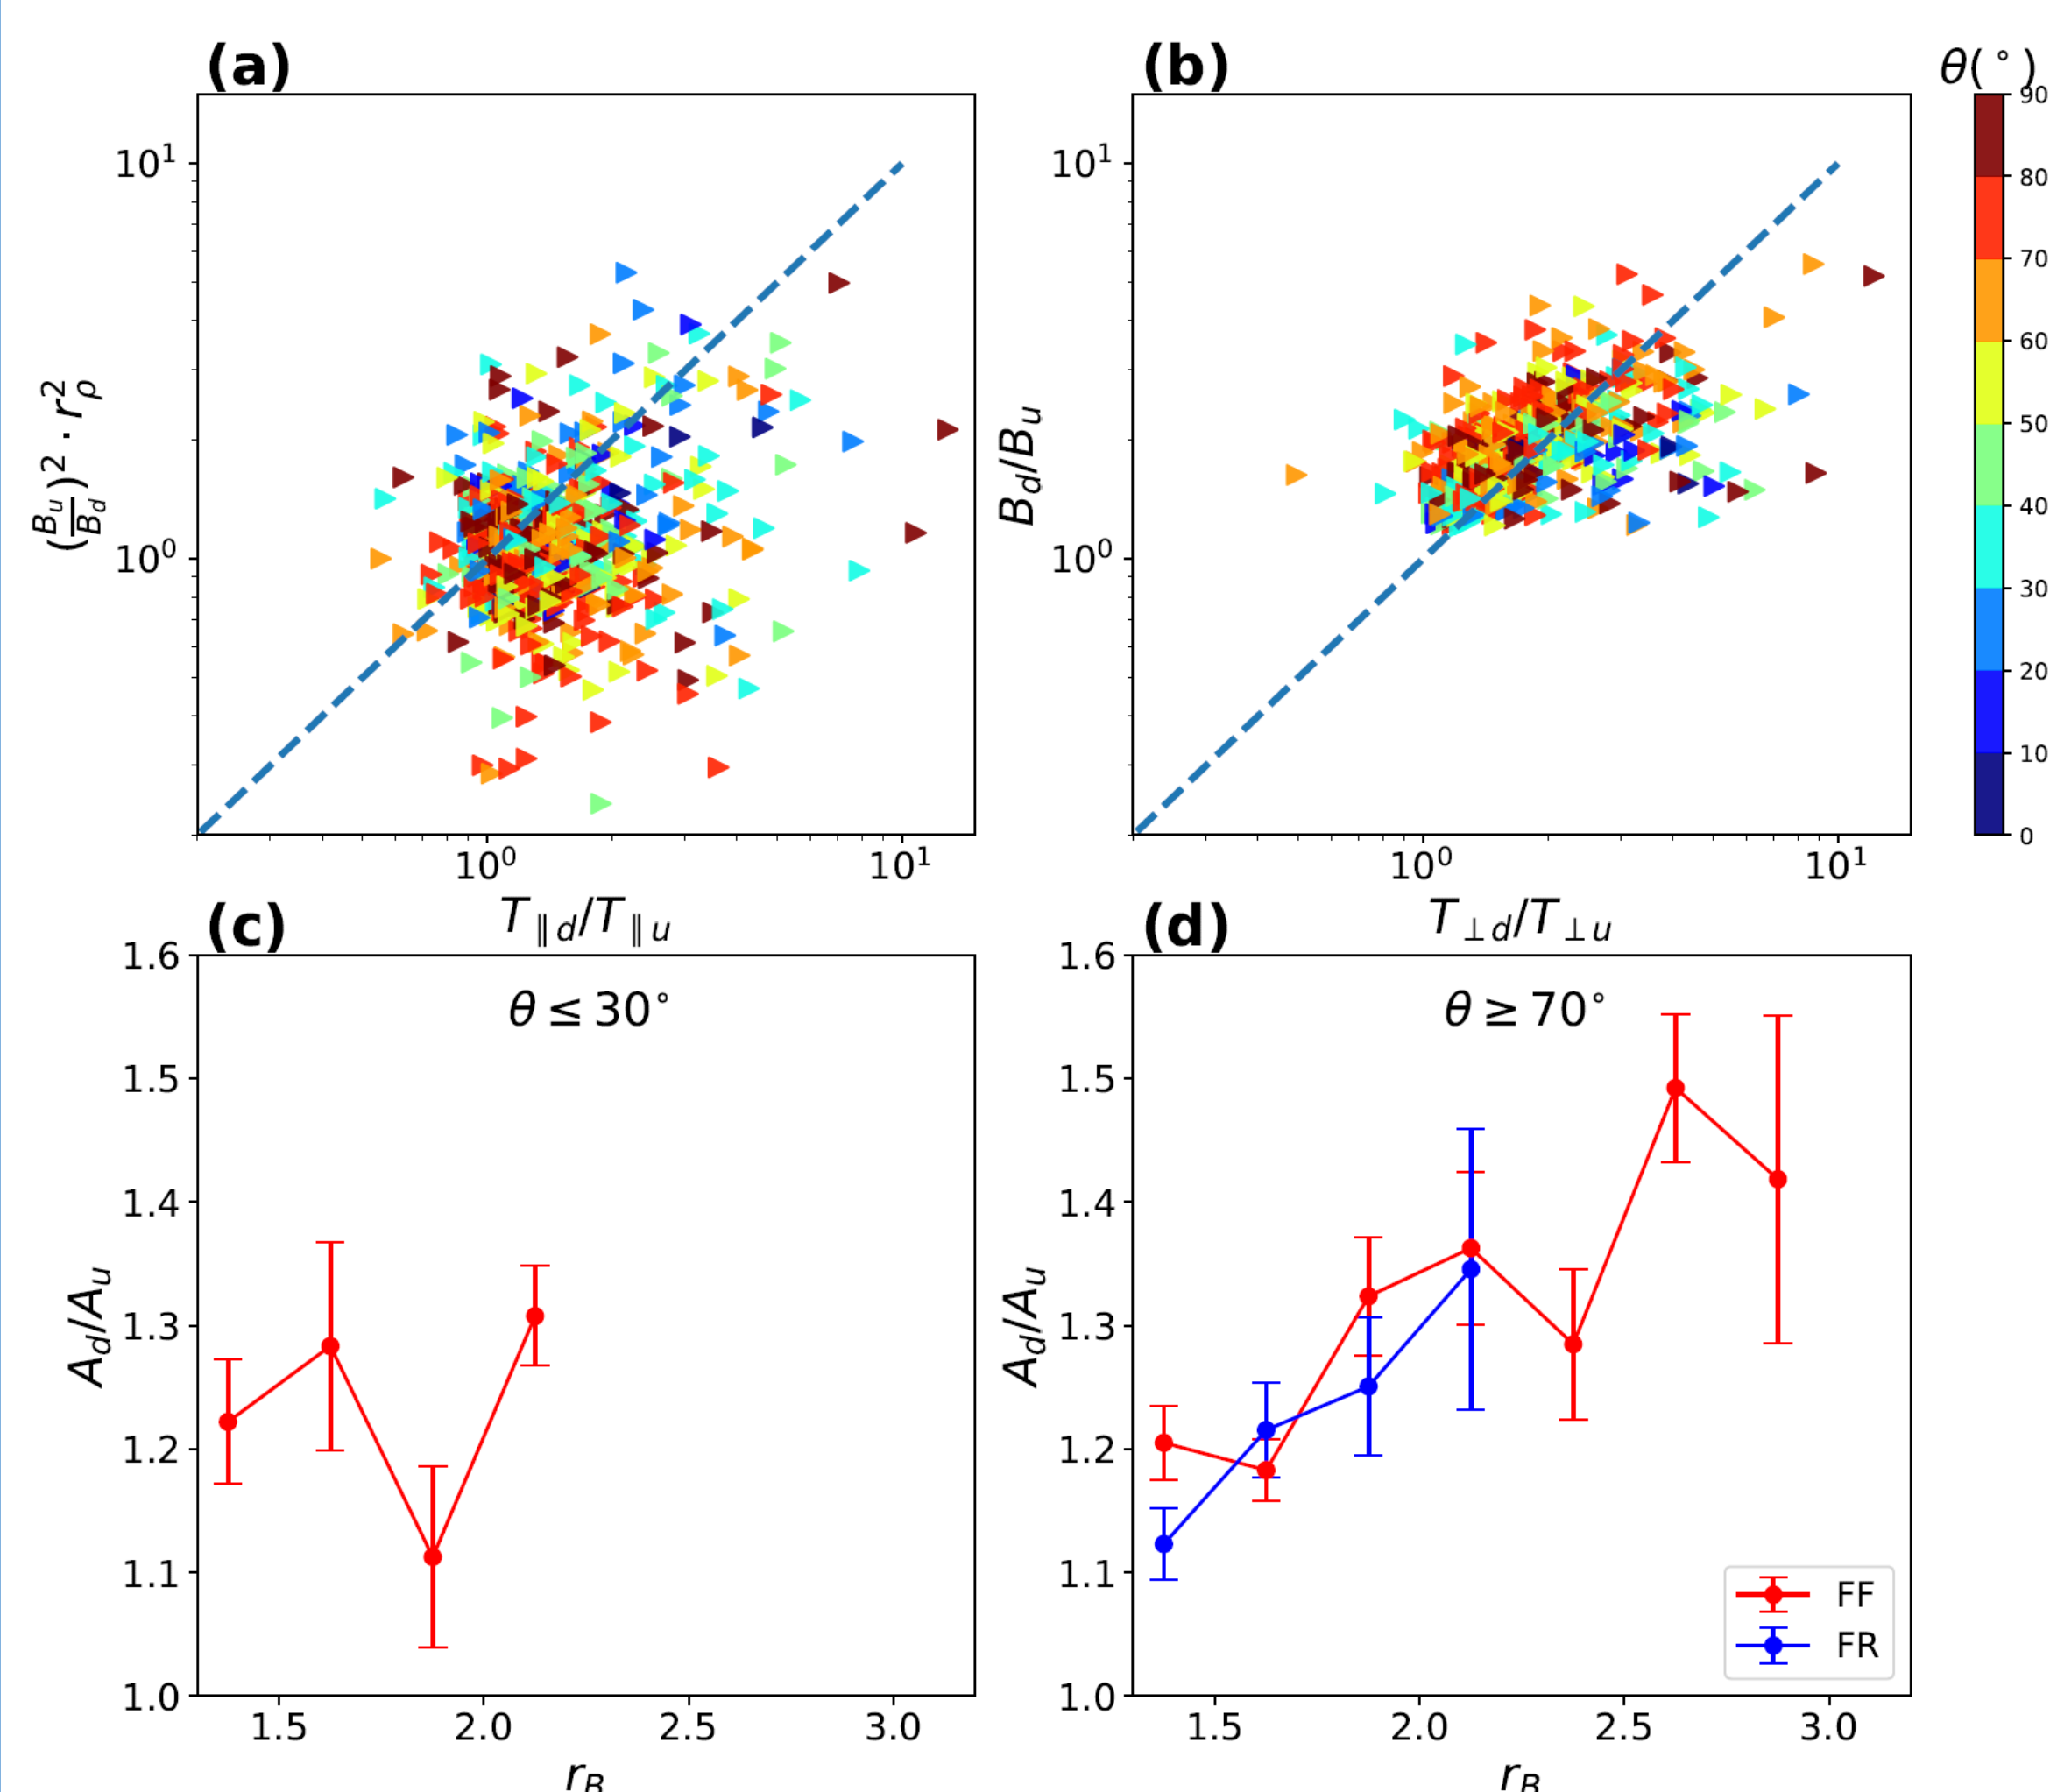 (a)
(b)
θ(°)
10¹
10⁰
(B_u/B_d)² · r_ρ²
10⁰
10¹
T_∥d/T_∥u
10¹
10⁰
B_d/B_u
10⁰
10¹
T_⊥d/T_⊥u
90
80
70
60
50
40
30
20
10
0
(c)
θ ≤ 30°
1.6
1.5
1.4
1.3
1.2
1.1
1.0
A_d/A_u
1.5
2.0
2.5
3.0
r_B
(d)
θ ≥ 70°
1.6
1.5
1.4
1.3
1.2
1.1
1.0
A_d/A_u
FF
FR
1.5
2.0
2.5
3.0
r_B